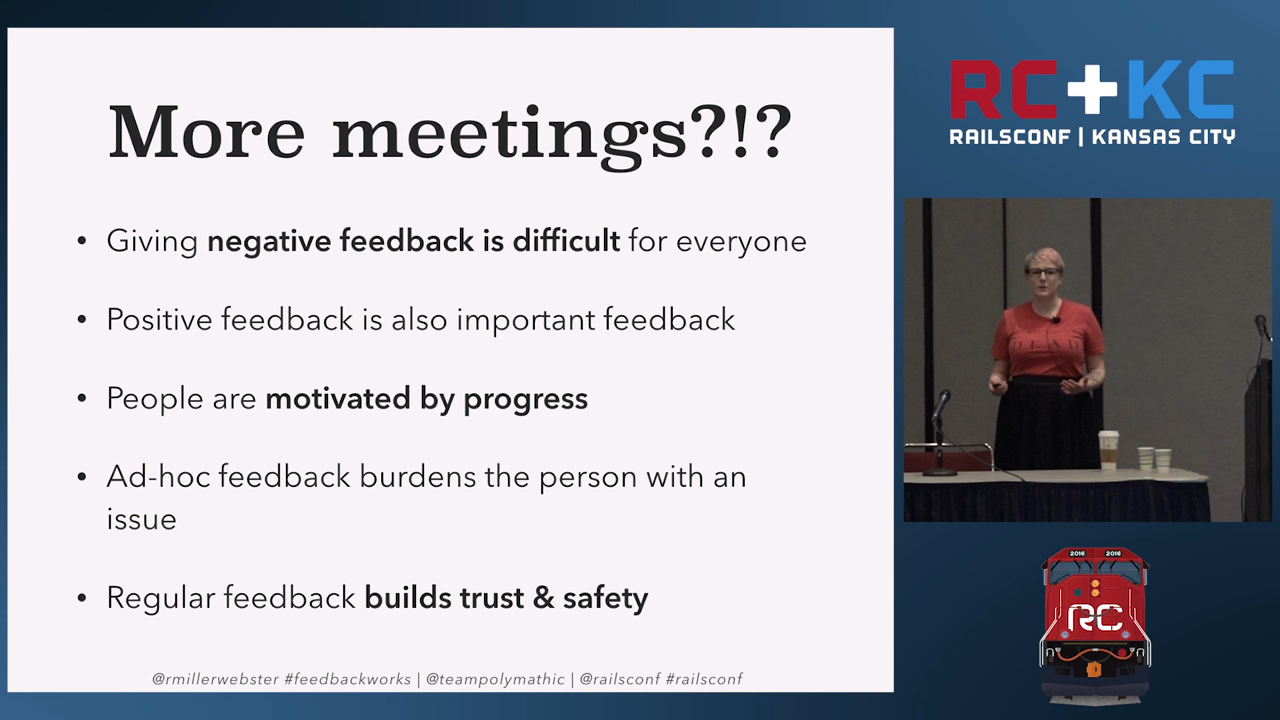 More meetings?!?
• Giving negative feedback is difficult for everyone
• Positive feedback is also important feedback
• People are motivated by progress
• Ad-hoc feedback burdens the person with an
issue
• Regular feedback builds trust & safety
@rmillerwebster #feedbackworks | @teampolymathic | @railsconf #railsconf
RC+KC
RAILSCONF | KANSAS CITY
2016 2016
RC